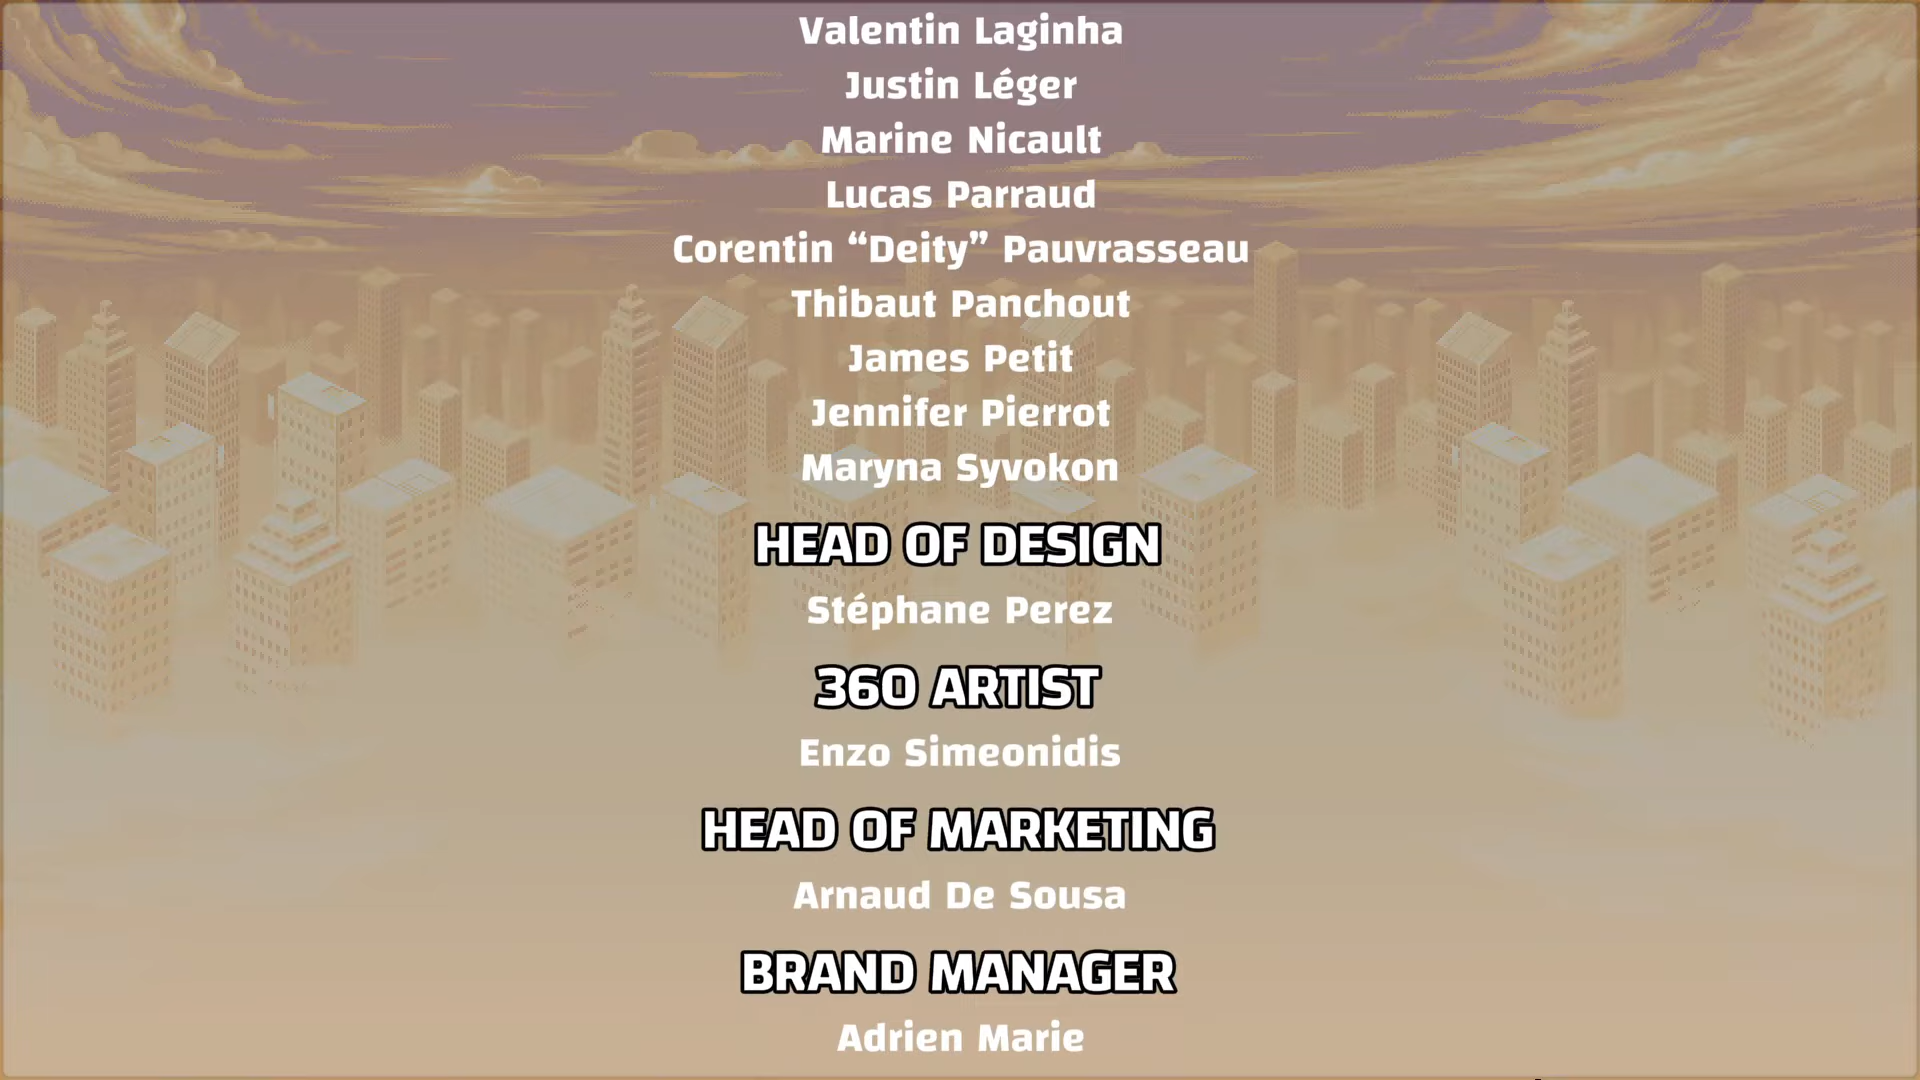 Valentin Laginha
Justin Léger
Marine Nicault
Lucas Parraud
Corentin “Deity” Pauvrasseau
Thibaut Panchout
James Petit
Jennifer Pierrot
Maryna Syvokon
HEAD OF DESIGN
Stéphane Perez
360 ARTIST
Enzo Simeonidis
HEAD OF MARKETING
Arnaud De Sousa
BRAND MANAGER
Adrien Marie